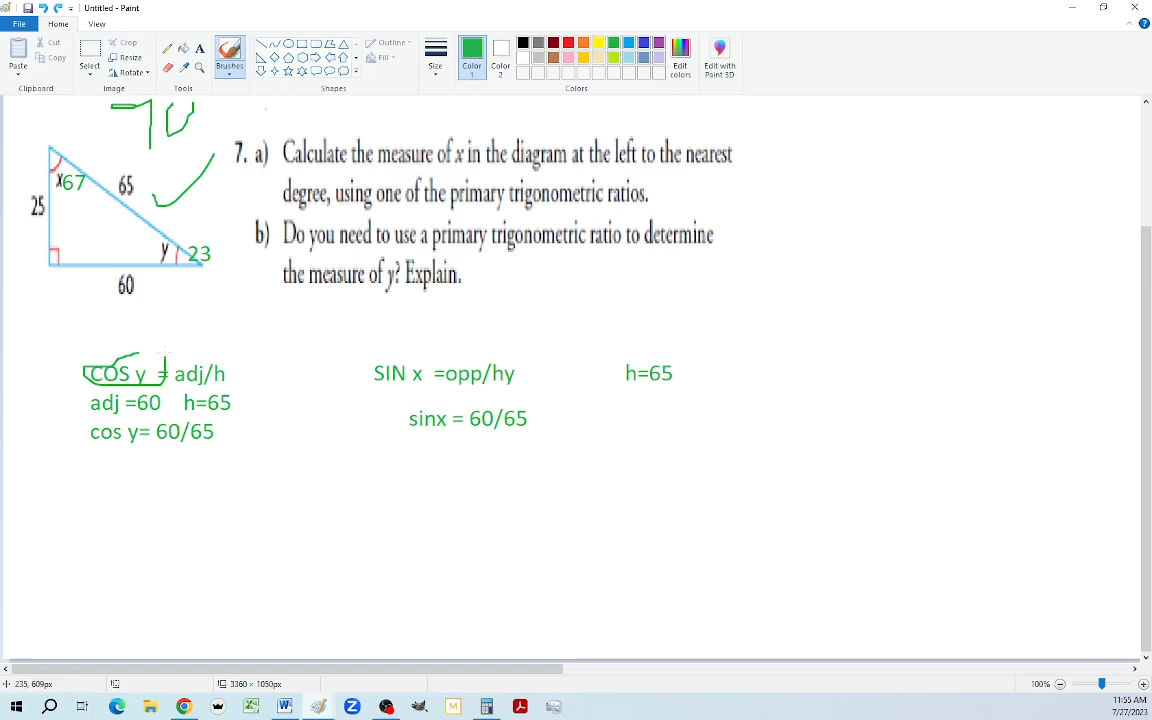 Untitled - Paint
File Home View
Paste Cut Copy Clipboard
Select Crop Resize Rotate Image
Tools
Brushes
Shapes Outline Fill
Size
Color 1 Color 2 Colors
Edit colors
Edit with Paint 3D
90
x 67
65
25
y 23
60
7. a) Calculate the measure of x in the diagram at the left to the nearest
degree, using one of the primary trigonometric ratios.
b) Do you need to use a primary trigonometric ratio to determine
the measure of y? Explain.
COS y = adj/h
adj =60 h=65
cos y= 60/65
SIN x =opp/hy
sinx = 60/65
h=65
235, 609px
3360 × 1050px
100%
11:55 AM
7/27/2023